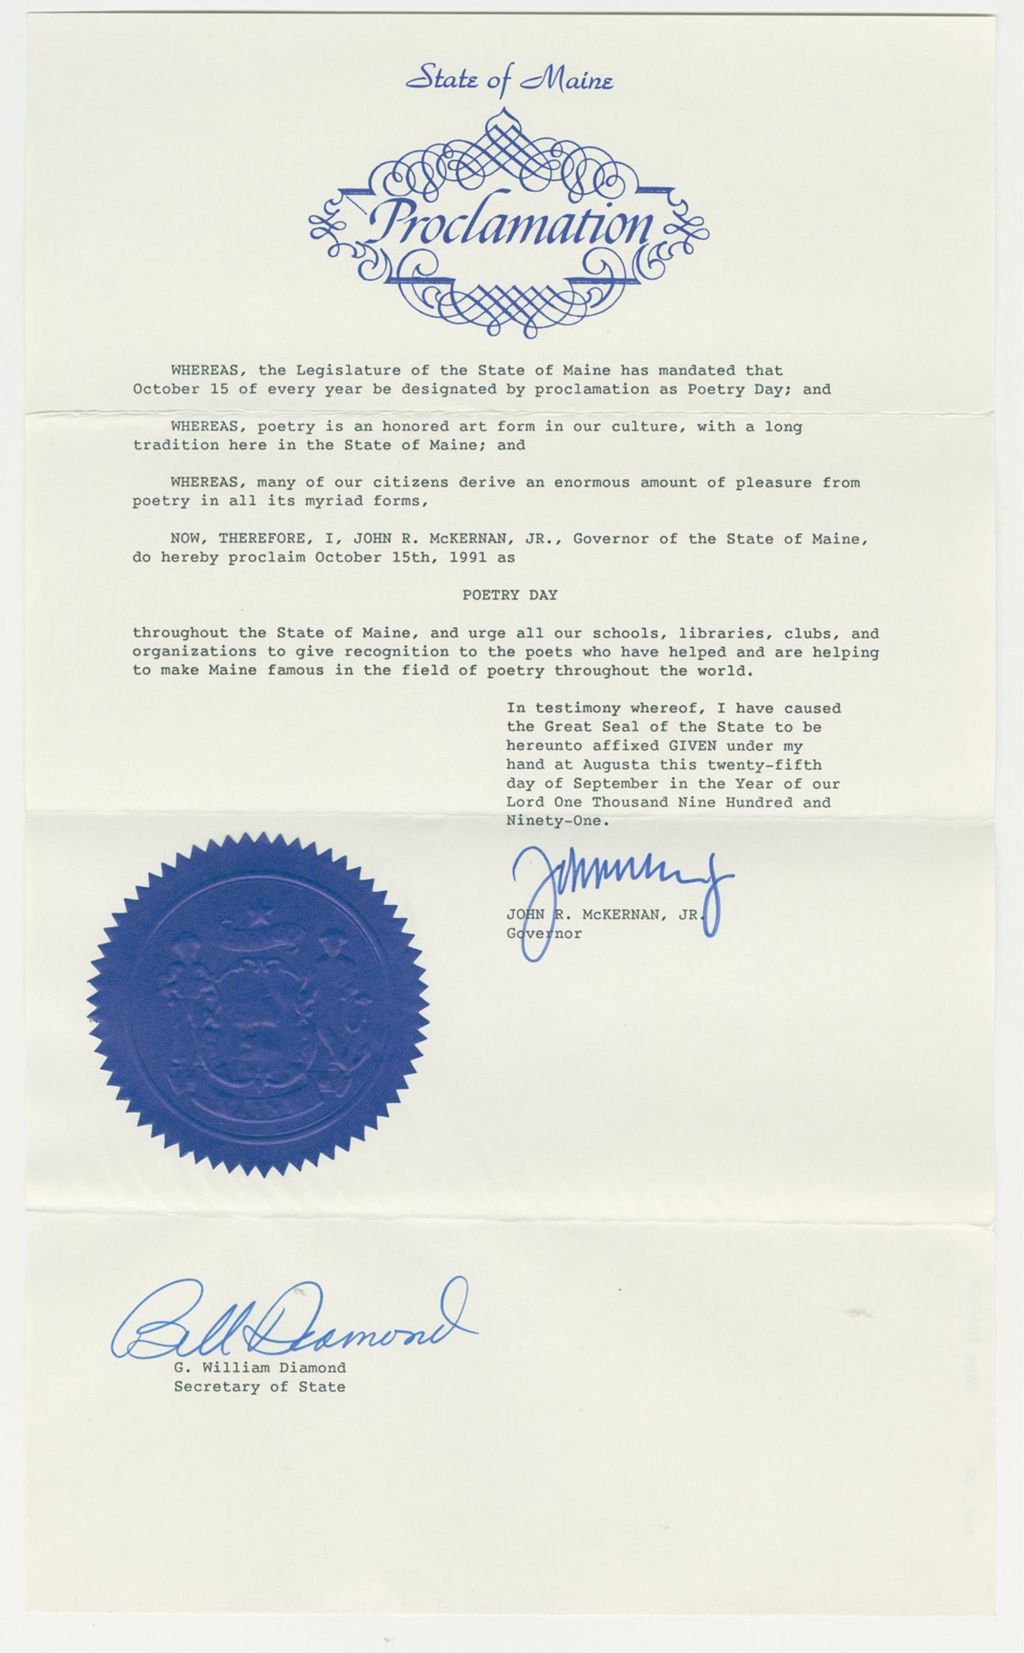 State of Maine
Proclamation
WHEREAS, the Legislature of the State of Maine has mandated that
October 15 of every year be designated by proclamation as Poetry Day; and
WHEREAS, poetry is an honored art form in our culture, with a long
tradition here in the State of Maine; and
WHEREAS, many of our citizens derive an enormous amount of pleasure from
poetry in all its myriad forms,
NOW, THEREFORE, I, JOHN R. McKERNAN, JR., Governor of the State of Maine,
do hereby proclaim October 15th, 1991 as
POETRY DAY
throughout the State of Maine, and urge all our schools, libraries, clubs, and
organizations to give recognition to the poets who have helped and are helping
to make Maine famous in the field of poetry throughout the world.
In testimony whereof, I have caused
the Great Seal of the State to be
hereunto affixed GIVEN under my
hand at Augusta this twenty-fifth
day of September in the Year of our
Lord One Thousand Nine Hundred and
Ninety-One.
JOHN R. McKERNAN, JR.
Governor
Bill Diamond
G. William Diamond
Secretary of State